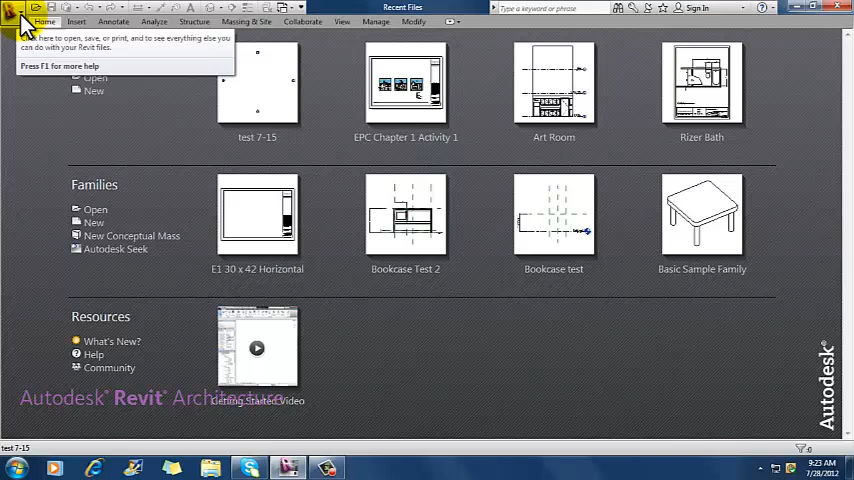 Recent Files
Type a keyword or phrase
Sign In
Home Insert Annotate Analyze Structure Massing & Site Collaborate View Manage Modify
Click here to open, save, or print, and to see everything else you
can do with your Revit files.
Press F1 for more help
Open
New
test 7-15
EPC Chapter 1 Activity 1
Art Room
Rizer Bath
Families
Open
New
New Conceptual Mass
Autodesk Seek
E1 30 x 42 Horizontal
Bookcase Test 2
Bookcase test
Basic Sample Family
Resources
What's New?
Help
Community
Getting Started Video
Autodesk® Revit® Architecture
Autodesk®
test 7-15
:0
9:23 AM
7/28/2012